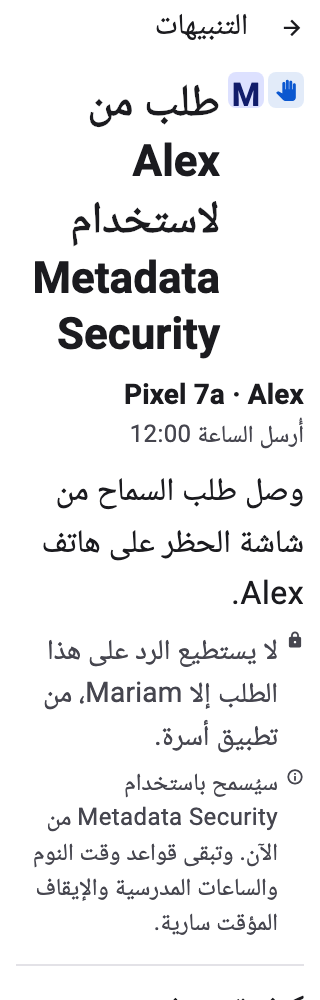 التنبيهات
M
طلب من
Alex
لاستخدام
Metadata
Security
Pixel 7a · Alex
أُرسل الساعة 12:00
وصل طلب السماح من
شاشة الحظر على هاتف
Alex.
لا يستطيع الرد على هذا
الطلب إلا Mariam، من
تطبيق أسرة.
سيُسمح باستخدام
Metadata Security من
الآن. وتبقى قواعد وقت النوم
والساعات المدرسية والإيقاف
المؤقت سارية.